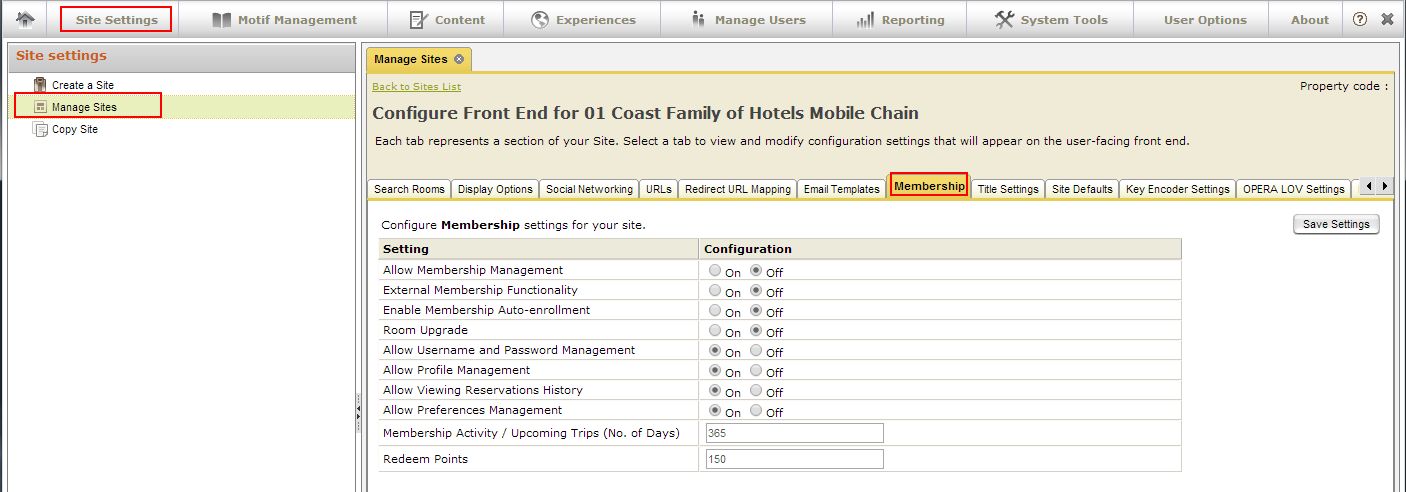 Site Settings Motif Management Content Experiences Manage Users Reporting System Tools User Options About ?
Site settings
Create a Site
Manage Sites
Copy Site
Manage Sites
Back to Sites List Property code :
Configure Front End for 01 Coast Family of Hotels Mobile Chain
Each tab represents a section of your Site. Select a tab to view and modify configuration settings that will appear on the user-facing front end.
Search Rooms Display Options Social Networking URLs Redirect URL Mapping Email Templates Membership Title Settings Site Defaults Key Encoder Settings OPERA LOV Settings
Configure Membership settings for your site. Save Settings
Setting Configuration
Allow Membership Management On Off
External Membership Functionality On Off
Enable Membership Auto-enrollment On Off
Room Upgrade On Off
Allow Username and Password Management On Off
Allow Profile Management On Off
Allow Viewing Reservations History On Off
Allow Preferences Management On Off
Membership Activity / Upcoming Trips (No. of Days) 365
Redeem Points 150